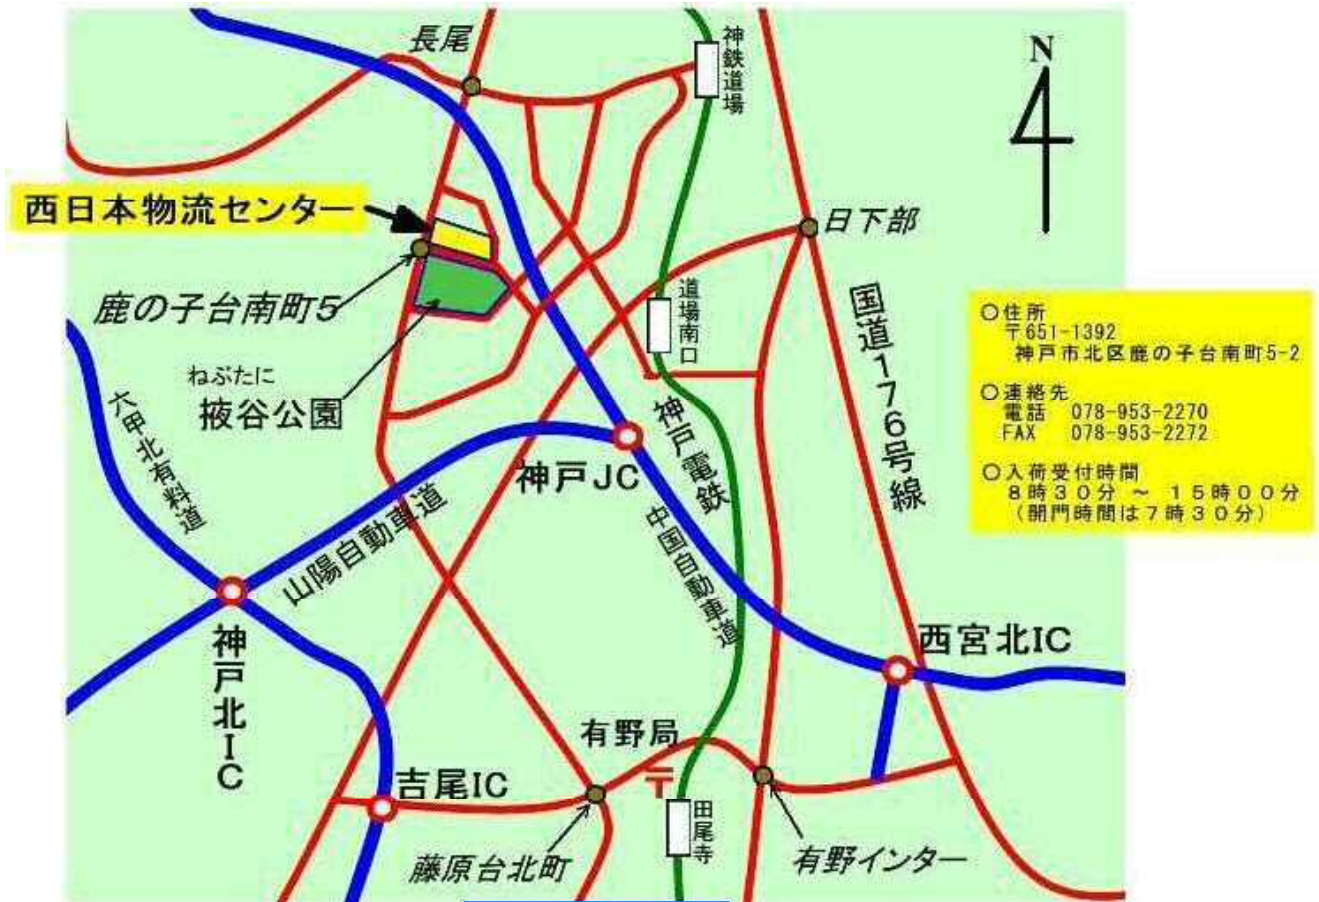 長尾
神鉄道場
N
西日本物流センター
日下部
鹿の子台南町5
道場南口
国道176号線
○住所
〒651-1392
神戸市北区鹿の子台南町5-2
○連絡先
電話 078-953-2270
FAX 078-953-2272
○入荷受付時間
8時30分 ～ 15時00分
(開門時間は7時30分)
ねぶたに
掖谷公園
六甲北有料道
神戸JC
神戸電鉄
山陽自動車道
中国自動車道
神戸北IC
西宮北IC
有野局
〒
吉尾IC
田尾寺
藤原台北町
有野インター